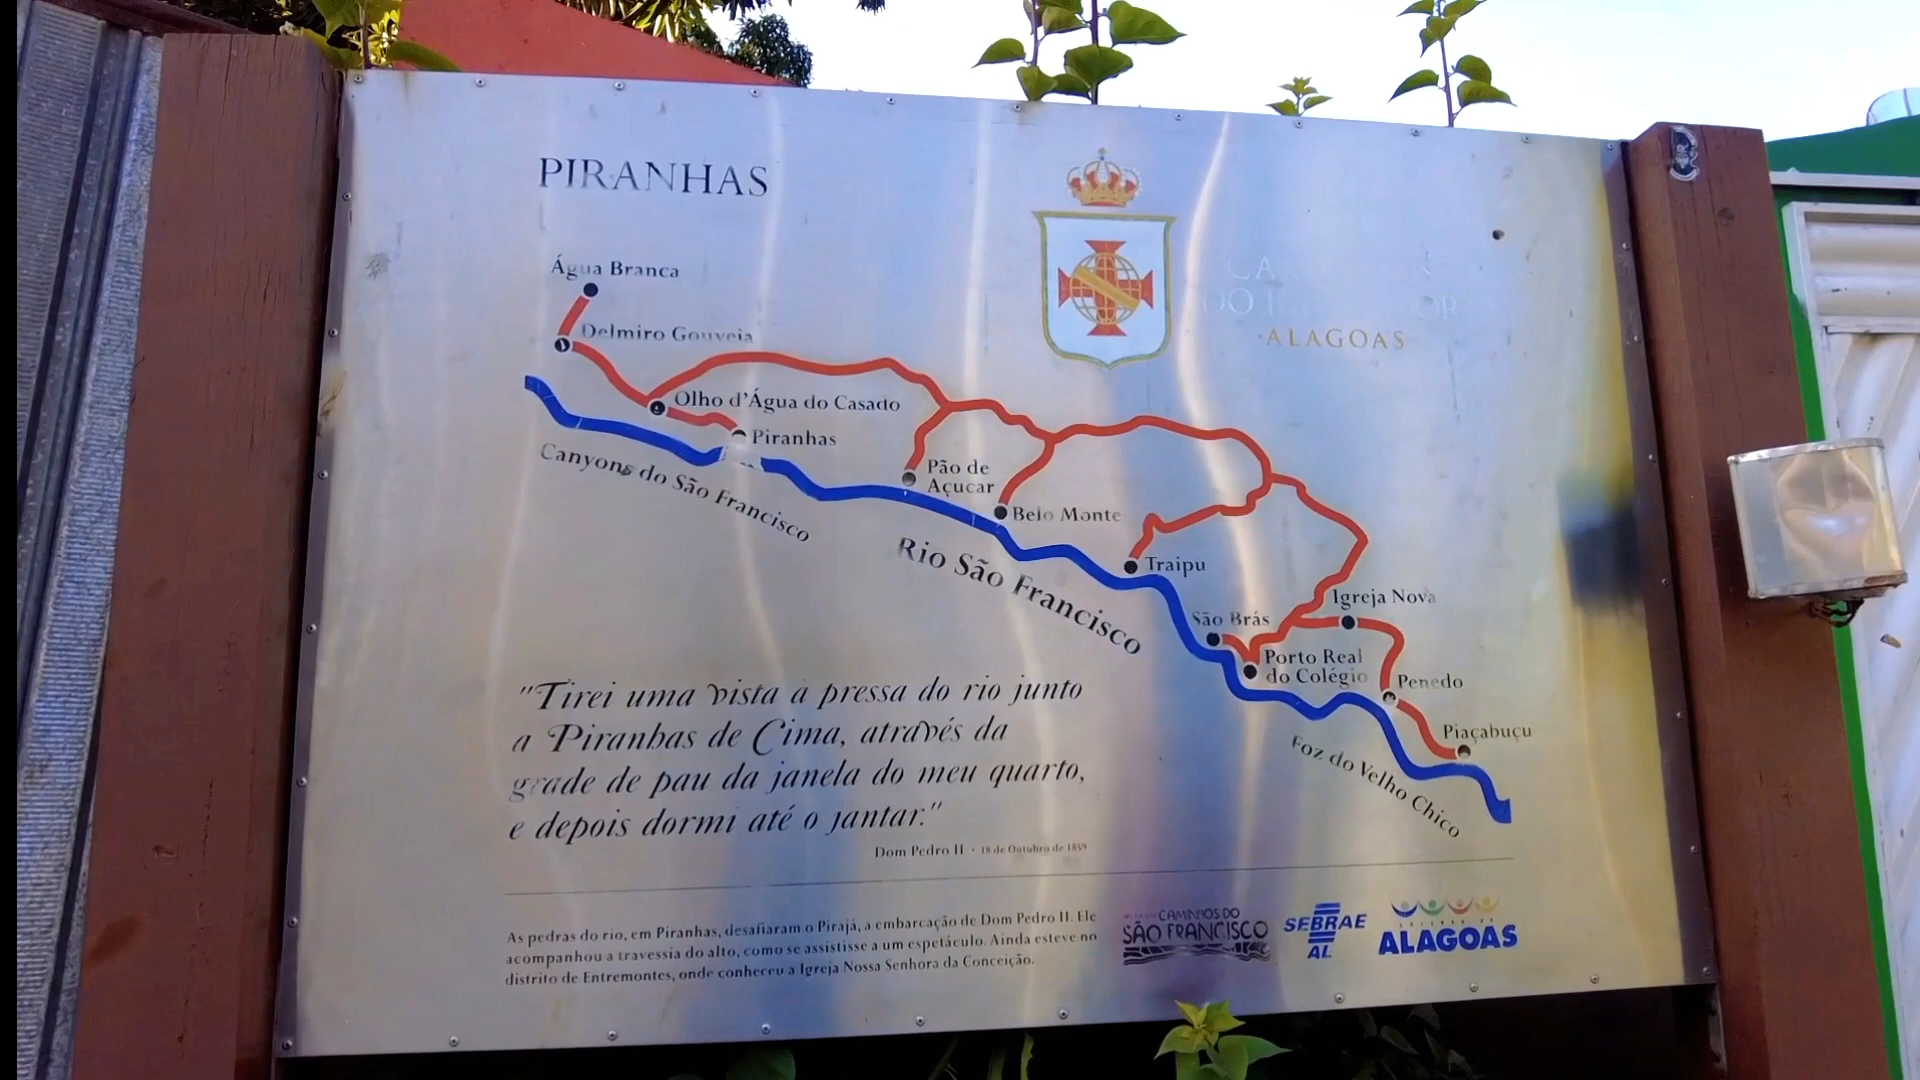 PIRANHAS
ALAGOAS
Água Branca
Delmiro Gouveia
Olho d'Água do Casado
Piranhas
Canyons do São Francisco
Pão de
Açucar
Belo Monte
Rio São Francisco
Traipu
Igreja Nova
São Brás
Porto Real
do Colégio
Penedo
Piaçabuçu
Foz do Velho Chico
"Tirei uma vista à pressa do rio junto
a Piranhas de Cima, através da
grade de pau da janela do meu quarto,
e depois dormi até o jantar."
Dom Pedro II · 18 de Outubro de 1859
As pedras do rio, em Piranhas, desafiaram o Pirajá, a embarcação de Dom Pedro II. Ele
acompanhou a travessia do alto, como se assistisse a um espetáculo. Ainda esteve no
distrito de Entremontes, onde conheceu a Igreja Nossa Senhora da Conceição.
CAMINHOS DO
SÃO FRANCISCO
SEBRAE
AL
ALAGOAS